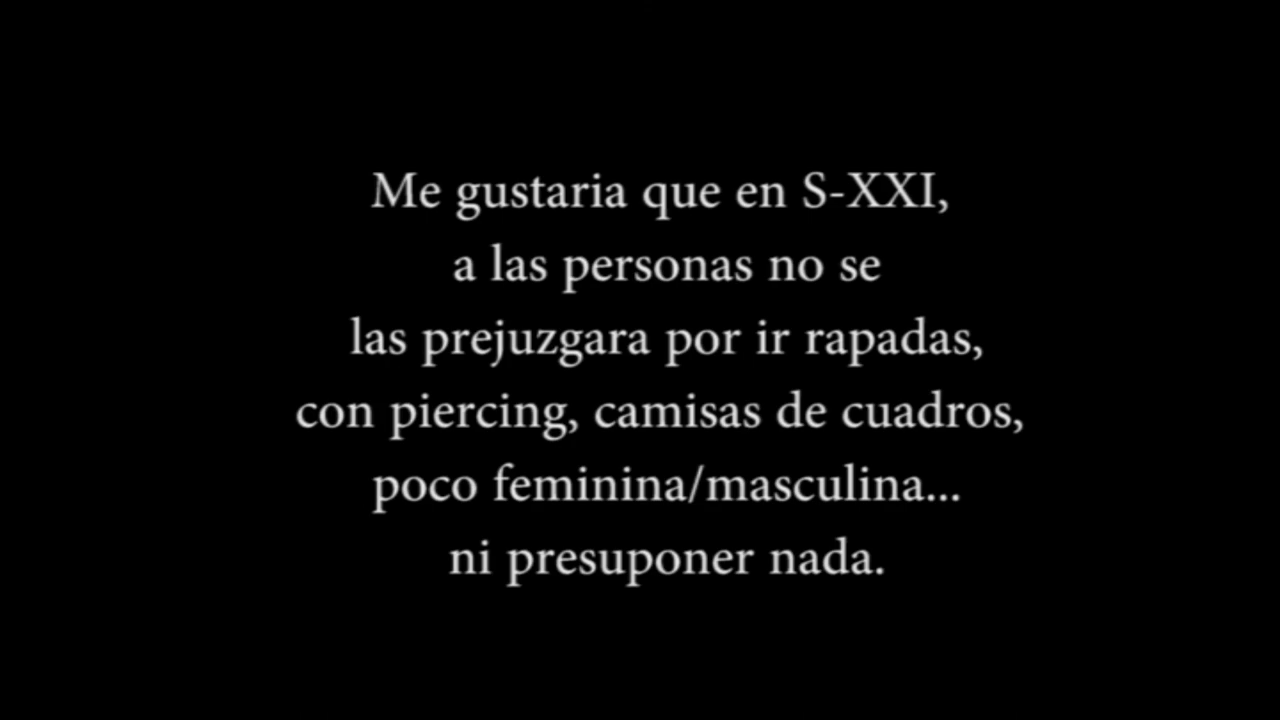 Me gustaria que en S-XXI,
a las personas no se
las prejuzgara por ir rapadas,
con piercing, camisas de cuadros,
poco feminina/masculina...
ni presuponer nada.